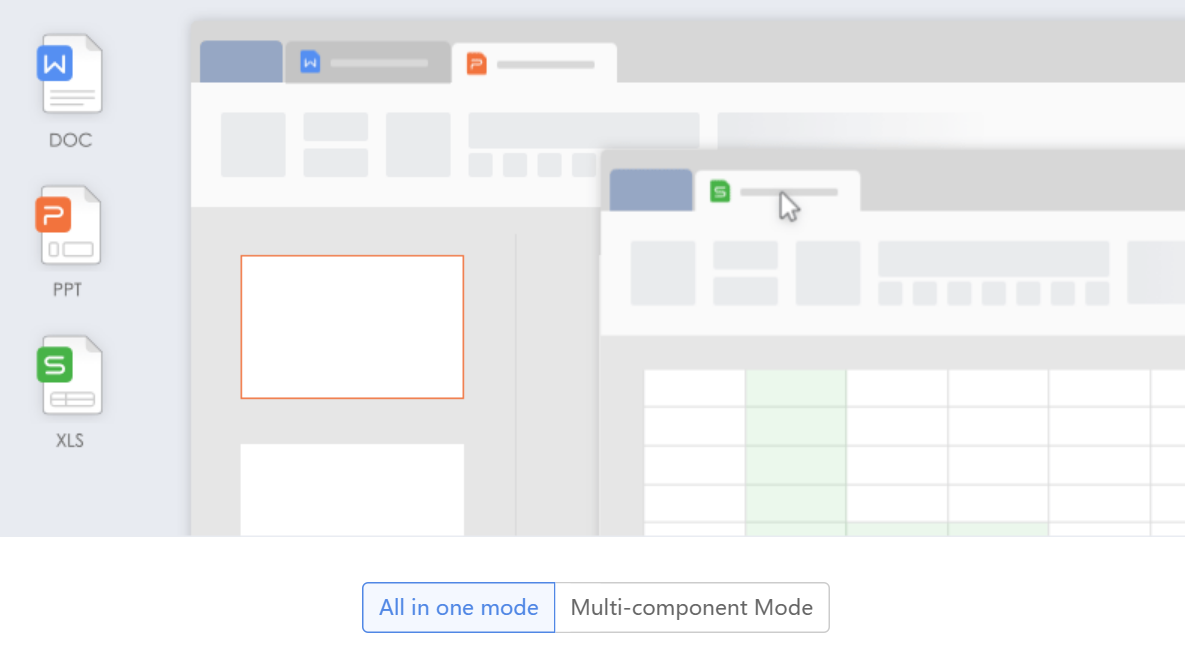 W
W
P
DOC
S
P
PPT
S
XLS
All in one mode
Multi-component Mode